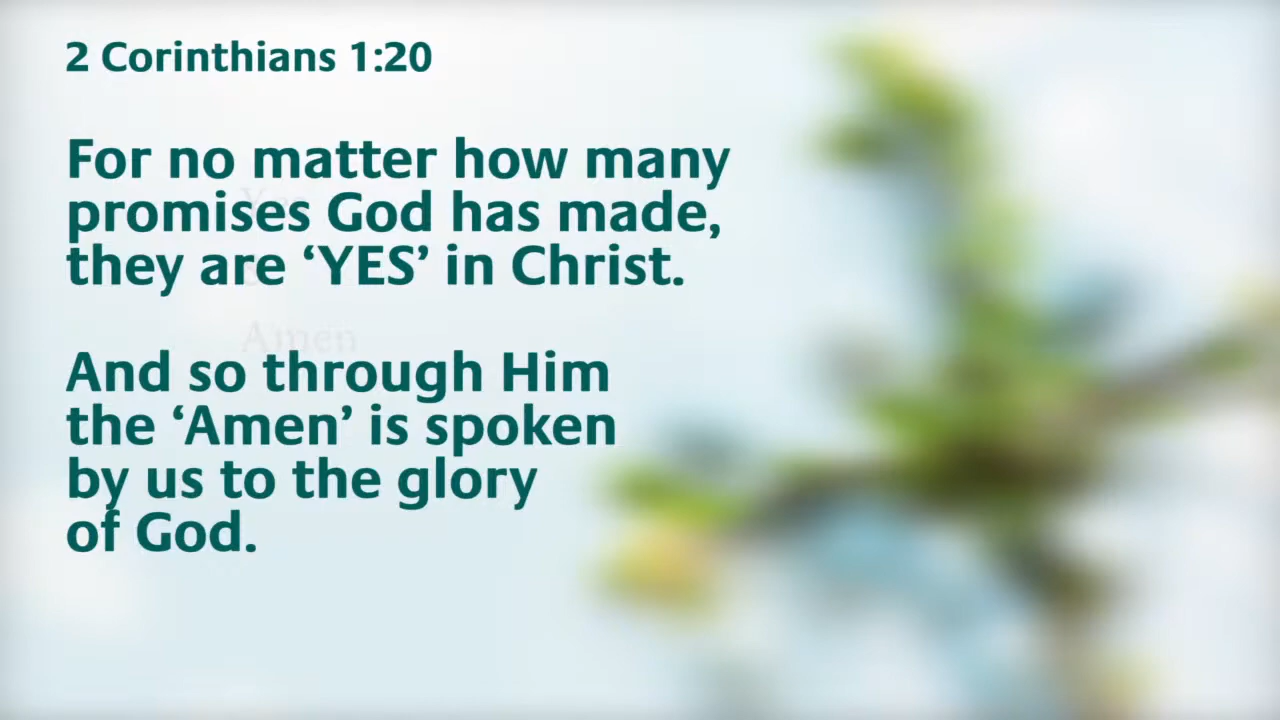 2 Corinthians 1:20
For no matter how many
promises God has made,
they are ‘YES’ in Christ.
And so through Him
the ‘Amen’ is spoken
by us to the glory
of God.
Amen